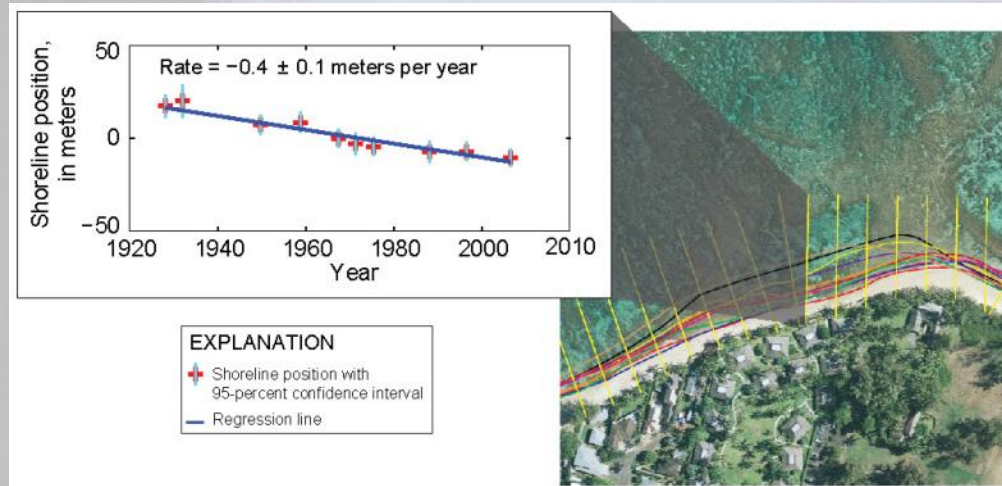 Rate = −0.4 ± 0.1 meters per year
Shoreline position,
in meters
50
0
−50
1920 1940 1960 1980 2000 2010
Year
EXPLANATION
Shoreline position with
95-percent confidence interval
Regression line